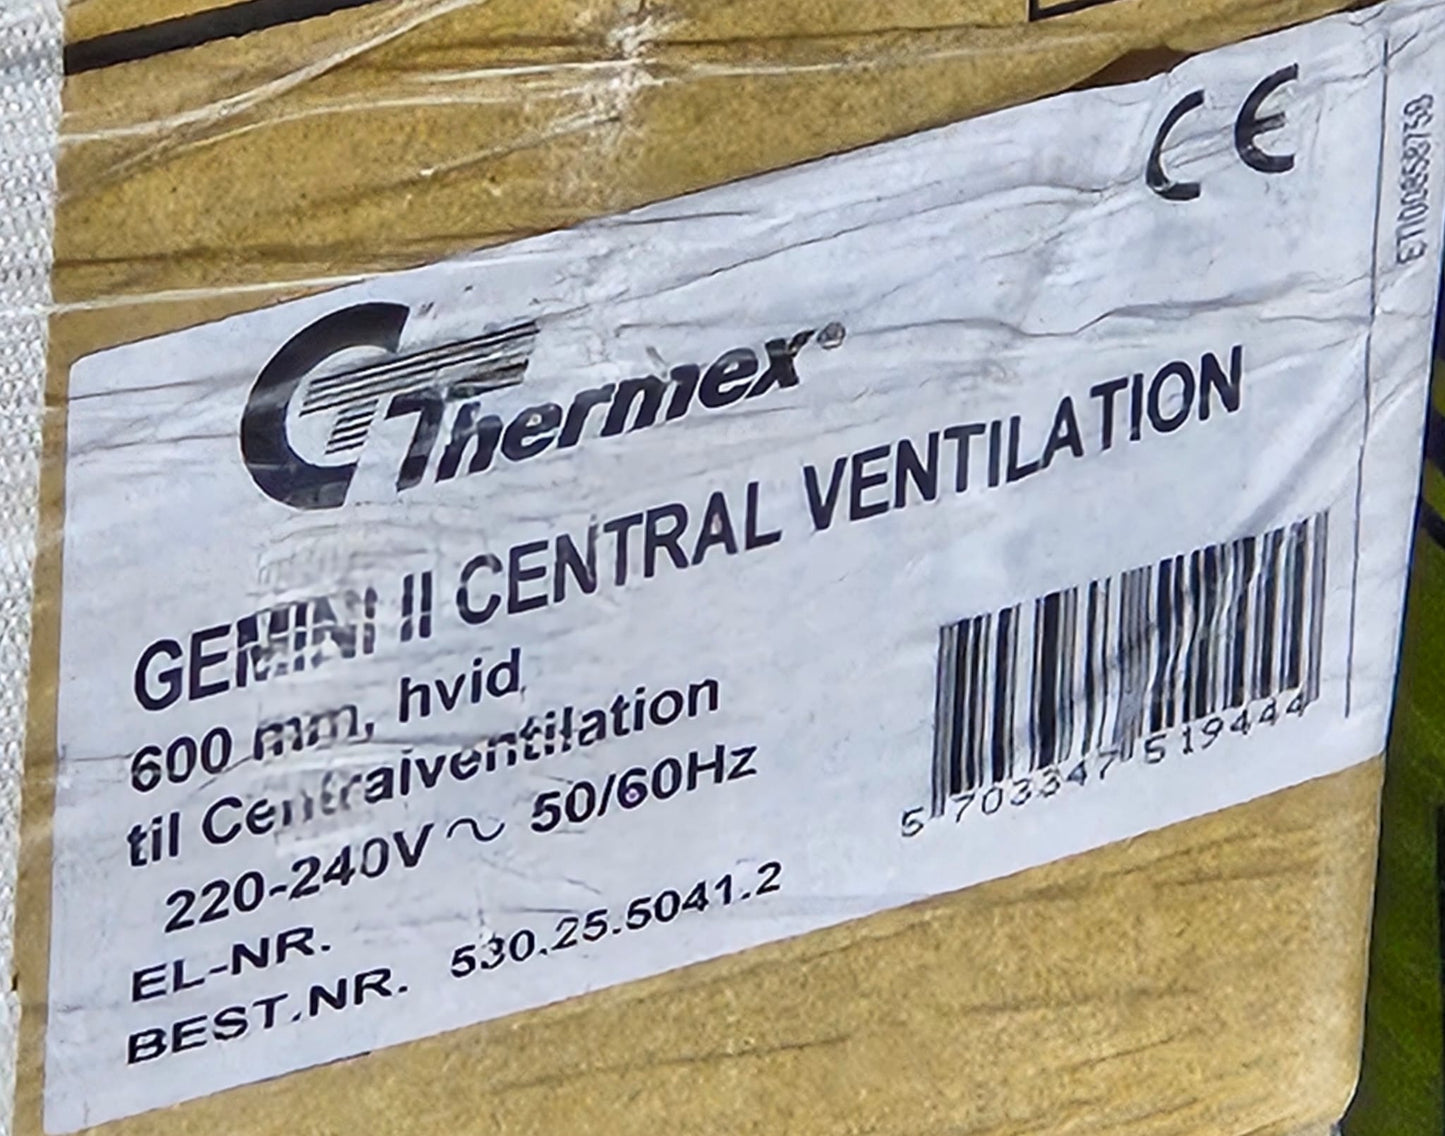 CE
Thermex®
GEMINI II CENTRAL VENTILATION
600 mm, hvid
til Centralventilation
220-240V ~ 50/60Hz
EL-NR.
BEST.NR. 530.25.5041.2
5 703347 519444